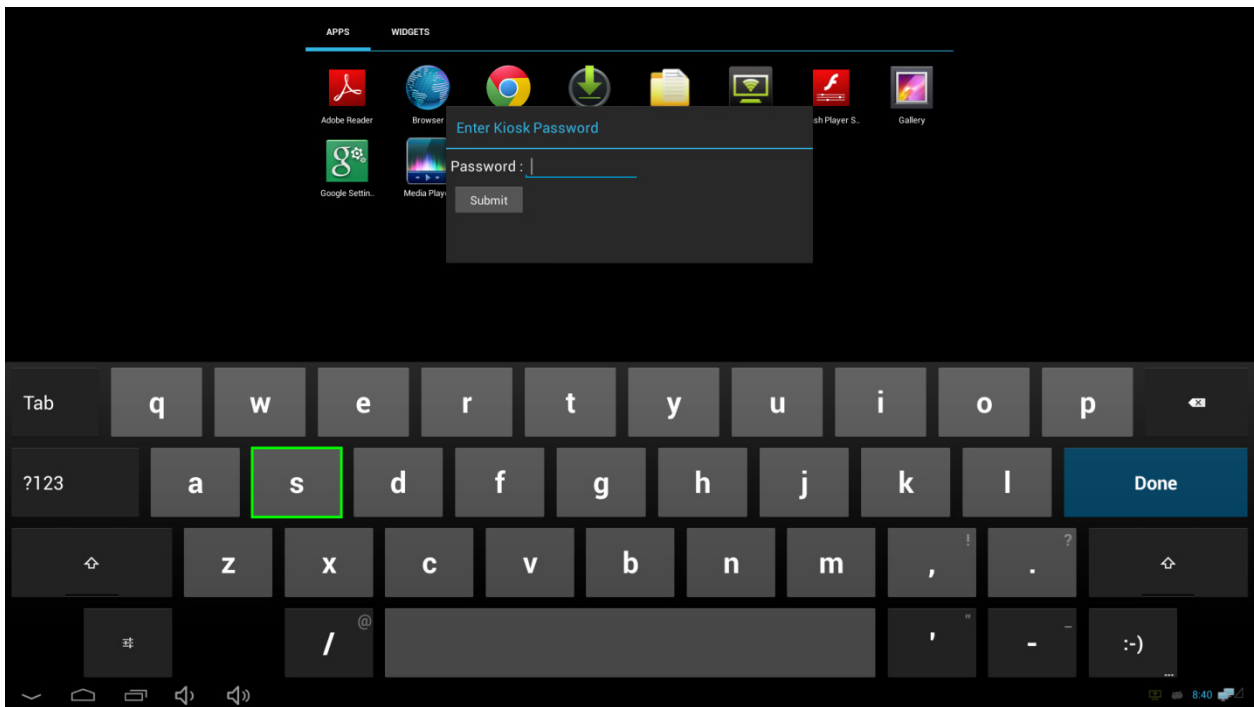 APPS WIDGETS
Adobe Reader Browser sh Player S.. Gallery
Enter Kiosk Password
Password :
Google Settin.. Media Playe
Submit
Tab q w e r t y u i o p
?123 a s d f g h j k l Done
z x c v b n m , ! . ?
/ @ ' " - _ :-) ...
8:40